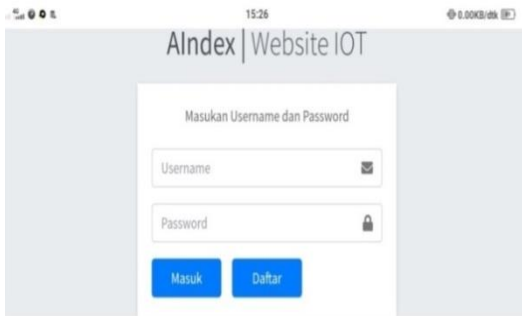 15:26
0.00KB/dtk
AIndex | Website IOT
Masukan Username dan Password
Username
Password
Masuk Daftar